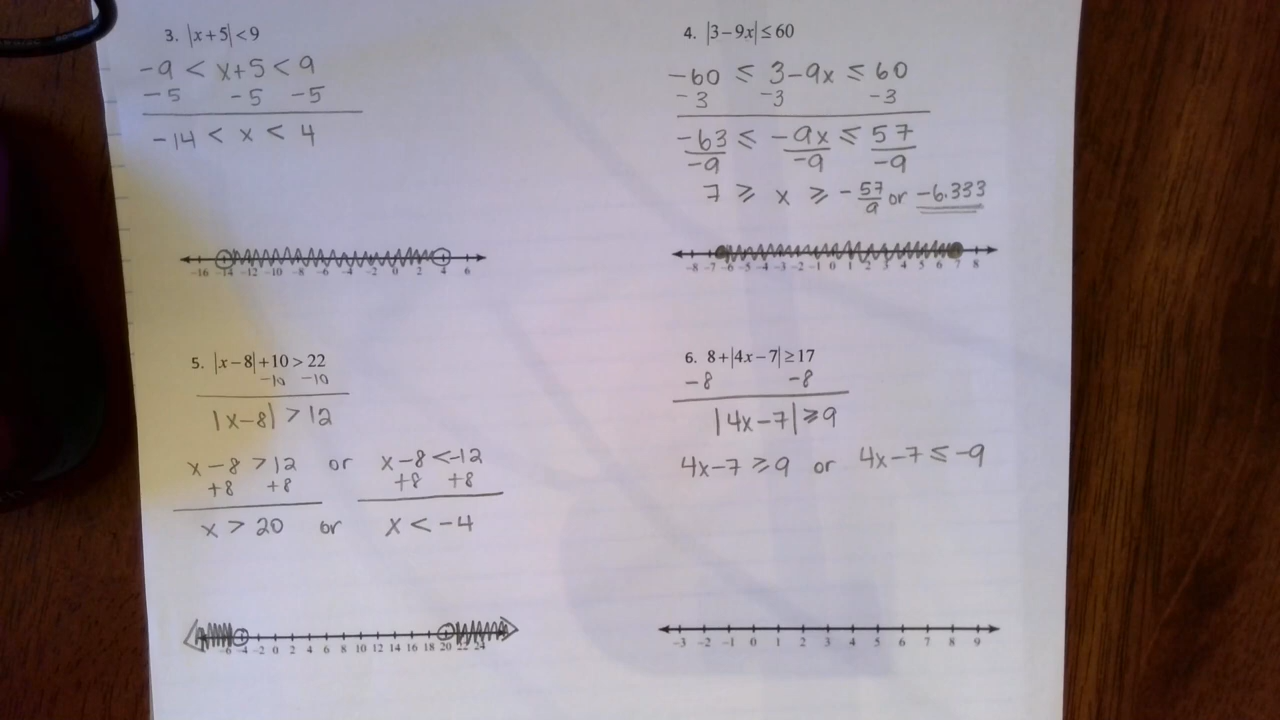 3. |x+5|<9
-9 < x+5 < 9
-5 -5 -5
-14 < x < 4
-16 -14 -12 -10 -8 -6 -4 -2 0 2 4 6
4. |3-9x|≤60
-60 ≤ 3-9x ≤ 60
-3 -3 -3
-63/-9 ≤ -9x/-9 ≤ 57/-9
7 ≥ x ≥ -57/9 or -6.333
-8 -7 -6 -5 -4 -3 -2 -1 0 1 2 3 4 5 6 7 8
5. |x-8|+10>22
-10 -10
|x-8| > 12
x-8 > 12 or x-8 < -12
+8 +8 +8 +8
x > 20 or x < -4
-6 -4 -2 0 2 4 6 8 10 12 14 16 18 20 22 24
6. 8+|4x-7|≥17
-8 -8
|4x-7| ≥ 9
4x-7 ≥ 9 or 4x-7 ≤ -9
-3 -2 -1 0 1 2 3 4 5 6 7 8 9